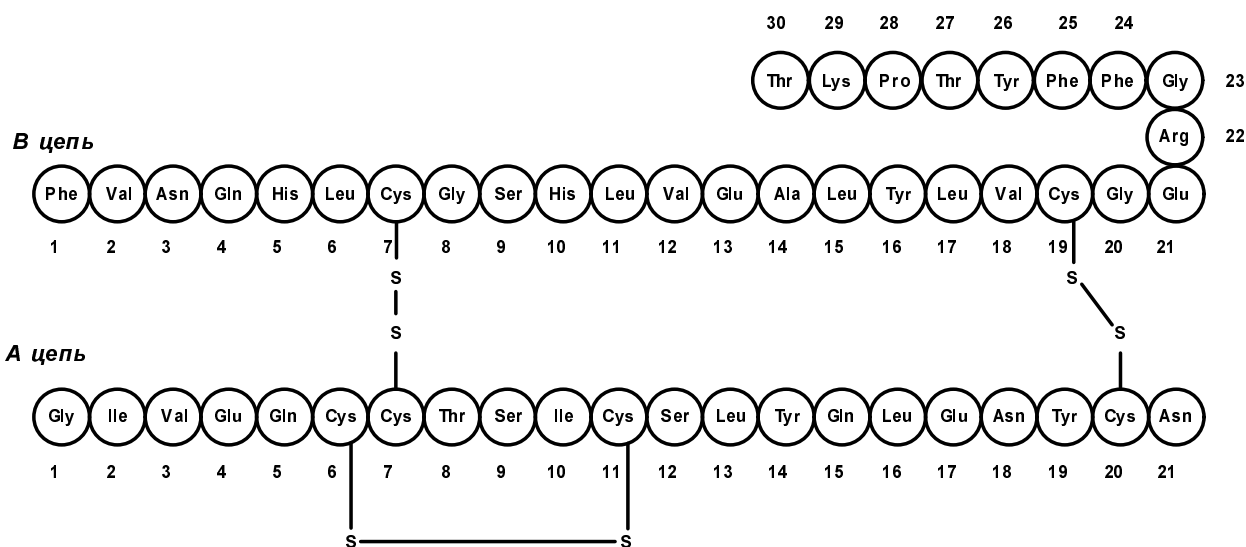 30 29 28 27 26 25 24
Thr Lys Pro Thr Tyr Phe Phe Gly 23
В цепь
Arg 22
Phe Val Asn Gln His Leu Cys Gly Ser His Leu Val Glu Ala Leu Tyr Leu Val Cys Gly Glu
1 2 3 4 5 6 7 8 9 10 11 12 13 14 15 16 17 18 19 20 21
S S
S S
А цепь
Gly Ile Val Glu Gln Cys Cys Thr Ser Ile Cys Ser Leu Tyr Gln Leu Glu Asn Tyr Cys Asn
1 2 3 4 5 6 7 8 9 10 11 12 13 14 15 16 17 18 19 20 21
S S